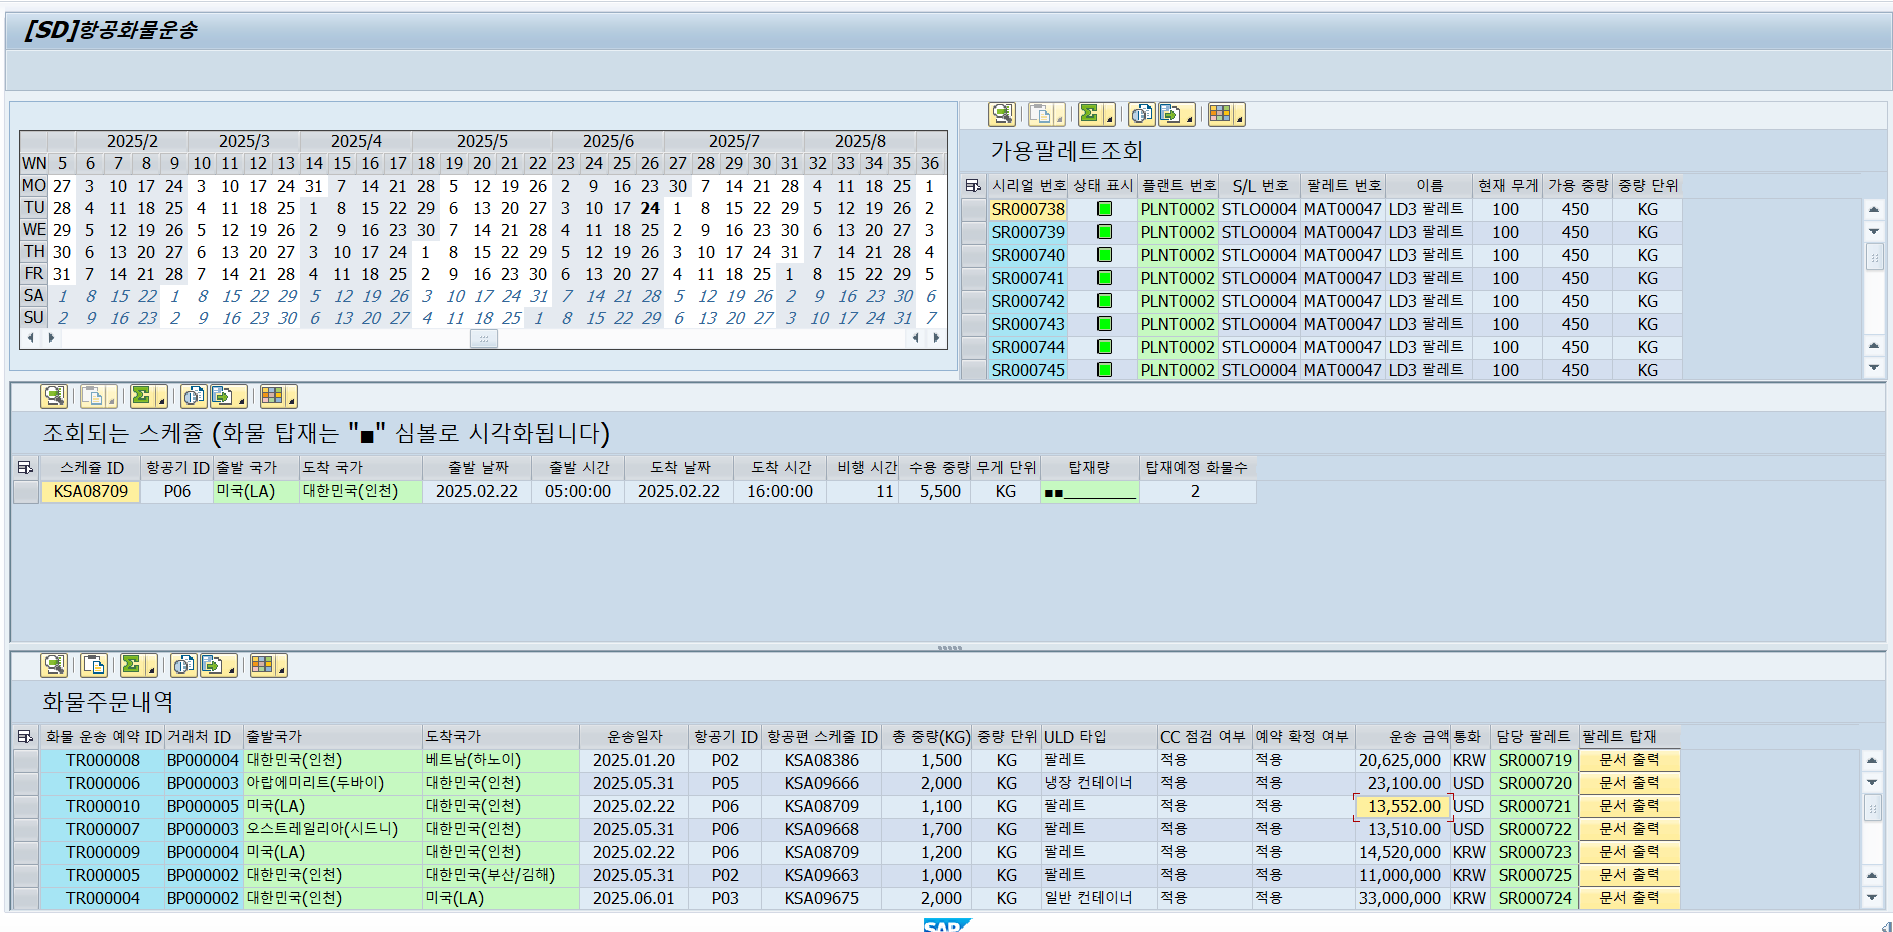 [SD]항공화물운송
2025/2 2025/3 2025/4 2025/5 2025/6 2025/7 2025/8
WN 5 6 7 8 9 10 11 12 13 14 15 16 17 18 19 20 21 22 23 24 25 26 27 28 29 30 31 32 33 34 35 36
MO 27 3 10 17 24 3 10 17 24 31 7 14 21 28 5 12 19 26 2 9 16 23 30 7 14 21 28 4 11 18 25 1
TU 28 4 11 18 25 4 11 18 25 1 8 15 22 29 6 13 20 27 3 10 17 24 1 8 15 22 29 5 12 19 26 2
WE 29 5 12 19 26 5 12 19 26 2 9 16 23 30 7 14 21 28 4 11 18 25 2 9 16 23 30 6 13 20 27 3
TH 30 6 13 20 27 6 13 20 27 3 10 17 24 1 8 15 22 29 5 12 19 26 3 10 17 24 31 7 14 21 28 4
FR 31 7 14 21 28 7 14 21 28 4 11 18 25 2 9 16 23 30 6 13 20 27 4 11 18 25 1 8 15 22 29 5
SA 1 8 15 22 1 8 15 22 29 5 12 19 26 3 10 17 24 31 7 14 21 28 5 12 19 26 2 9 16 23 30 6
SU 2 9 16 23 2 9 16 23 30 6 13 20 27 4 11 18 25 1 8 15 22 29 6 13 20 27 3 10 17 24 31 7
가용팔레트조회
시리얼 번호 상태 표시 플랜트 번호 S/L 번호 팔레트 번호 이름 현재 무게 가용 중량 중량 단위
SR000738 PLNT0002 STLO0004 MAT00047 LD3 팔레트 100 450 KG
SR000739 PLNT0002 STLO0004 MAT00047 LD3 팔레트 100 450 KG
SR000740 PLNT0002 STLO0004 MAT00047 LD3 팔레트 100 450 KG
SR000741 PLNT0002 STLO0004 MAT00047 LD3 팔레트 100 450 KG
SR000742 PLNT0002 STLO0004 MAT00047 LD3 팔레트 100 450 KG
SR000743 PLNT0002 STLO0004 MAT00047 LD3 팔레트 100 450 KG
SR000744 PLNT0002 STLO0004 MAT00047 LD3 팔레트 100 450 KG
SR000745 PLNT0002 STLO0004 MAT00047 LD3 팔레트 100 450 KG
조회되는 스케쥴 (화물 탑재는 "■" 심볼로 시각화됩니다)
스케쥴 ID 항공기 ID 출발 국가 도착 국가 출발 날짜 출발 시간 도착 날짜 도착 시간 비행 시간 수용 중량 무게 단위 탑재량 탑재예정 화물수
KSA08709 P06 미국(LA) 대한민국(인천) 2025.02.22 05:00:00 2025.02.22 16:00:00 11 5,500 KG ■■________ 2
화물주문내역
화물 운송 예약 ID 거래처 ID 출발국가 도착국가 운송일자 항공기 ID 항공편 스케줄 ID 총 중량(KG) 중량 단위 ULD 타입 CC 점검 여부 예약 확정 여부 운송 금액 통화 담당 팔레트 팔레트 탑재
TR000008 BP000004 대한민국(인천) 베트남(하노이) 2025.01.20 P02 KSA08386 1,500 KG 팔레트 적용 적용 20,625,000 KRW SR000719 문서 출력
TR000006 BP000003 아랍에미리트(두바이) 대한민국(인천) 2025.05.31 P05 KSA09666 2,000 KG 냉장 컨테이너 적용 적용 23,100.00 USD SR000720 문서 출력
TR000010 BP000005 미국(LA) 대한민국(인천) 2025.02.22 P06 KSA08709 1,100 KG 팔레트 적용 적용 13,552.00 USD SR000721 문서 출력
TR000007 BP000003 오스트레일리아(시드니) 대한민국(인천) 2025.05.31 P06 KSA09668 1,700 KG 팔레트 적용 적용 13,510.00 USD SR000722 문서 출력
TR000009 BP000004 미국(LA) 대한민국(인천) 2025.02.22 P06 KSA08709 1,200 KG 팔레트 적용 적용 14,520,000 KRW SR000723 문서 출력
TR000005 BP000002 대한민국(인천) 대한민국(부산/김해) 2025.05.31 P02 KSA09663 1,000 KG 팔레트 적용 적용 11,000,000 KRW SR000725 문서 출력
TR000004 BP000002 대한민국(인천) 미국(LA) 2025.06.01 P03 KSA09675 2,000 KG 일반 컨테이너 적용 적용 33,000,000 KRW SR000724 문서 출력
SAP